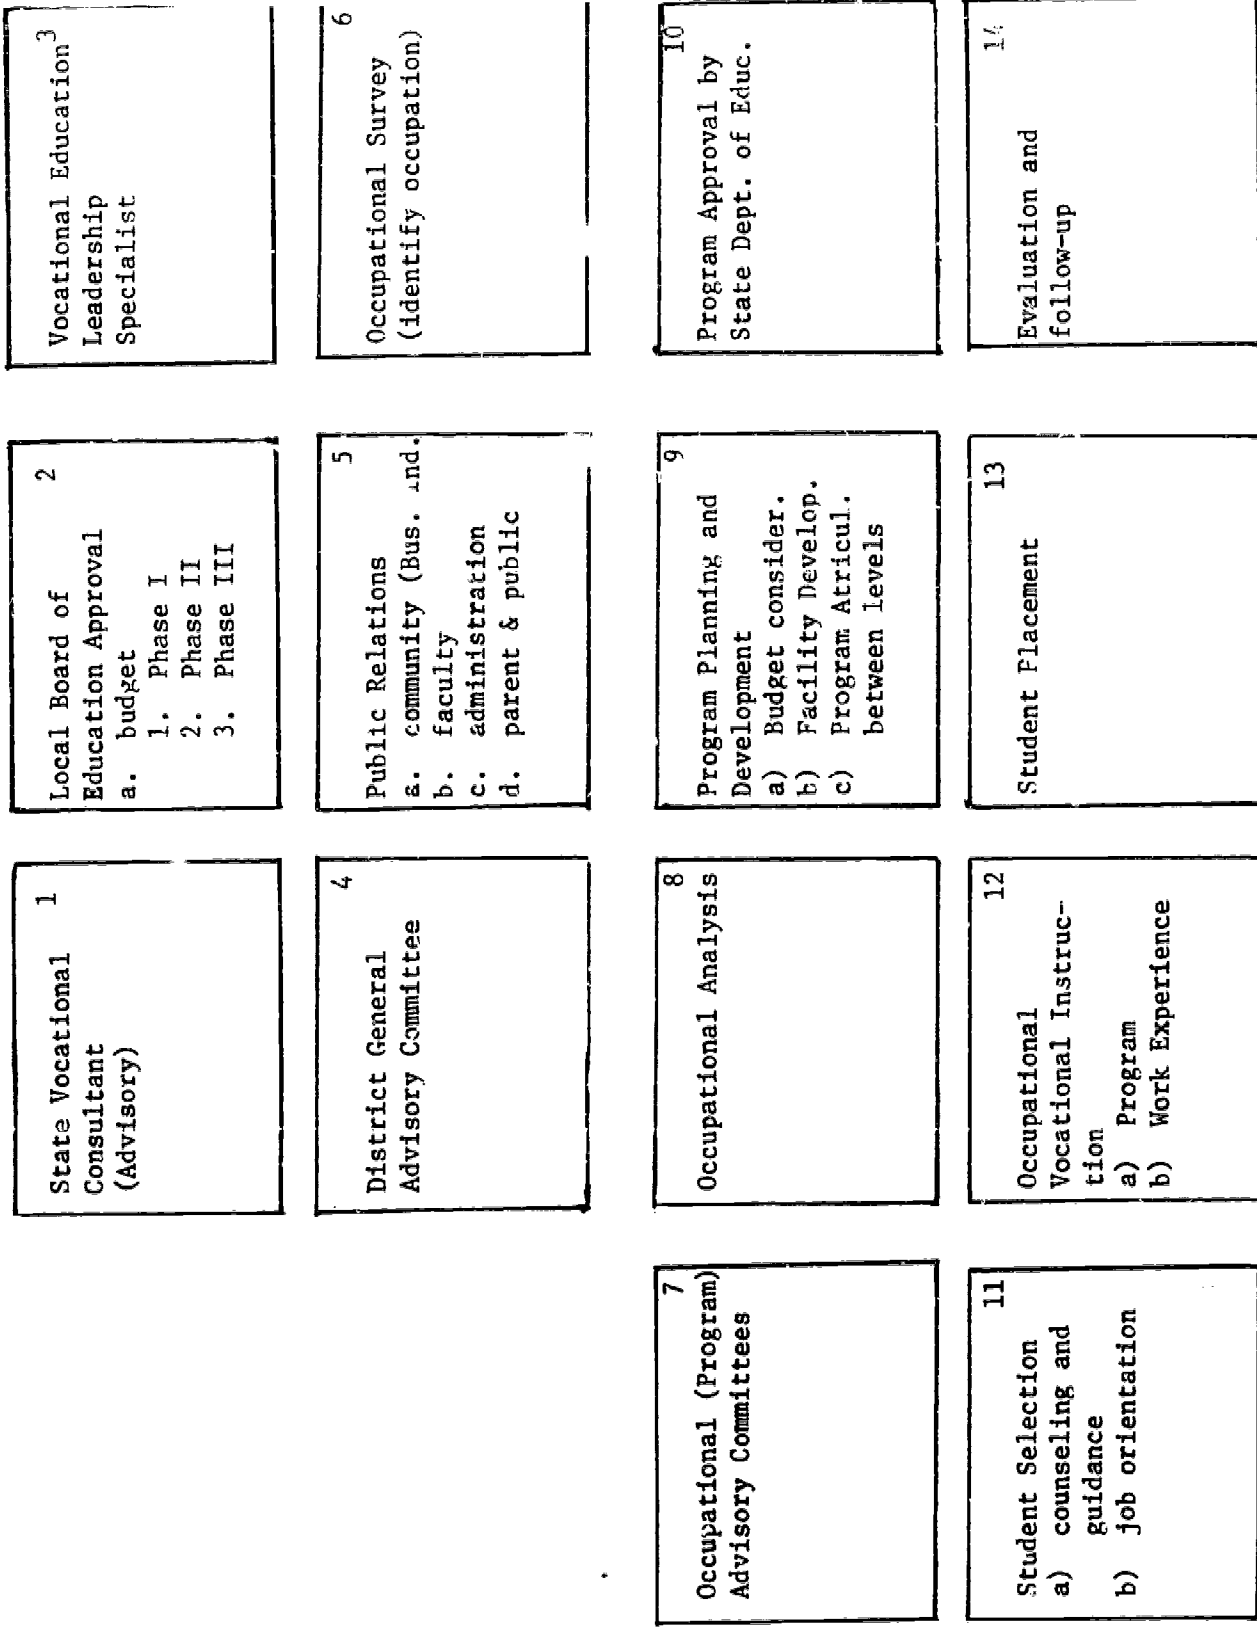 State Vocational 1
Consultant
(Advisory)
Local Board of 2
Education Approval
a. budget
1. Phase I
2. Phase II
3. Phase III
Vocational Education 3
Leadership
Specialist
District General 4
Advisory Committee
Public Relations 5
a. community (Bus. Ind.
b. faculty
c. administration
d. parent & public
Occupational Survey 6
(identify occupation)
Occupational (Program) 7
Advisory Committees
Occupational Analysis 8
Program Planning and 9
Development
a) Budget consider.
b) Facility Develop.
c) Program Atricul.
between levels
Program Approval by 10
State Dept. of Educ.
Student Selection 11
a) counseling and
guidance
b) job orientation
Occupational 12
Vocational Instruc-
tion
a) Program
b) Work Experience
Student Placement 13
Evaluation and 14
follow-up